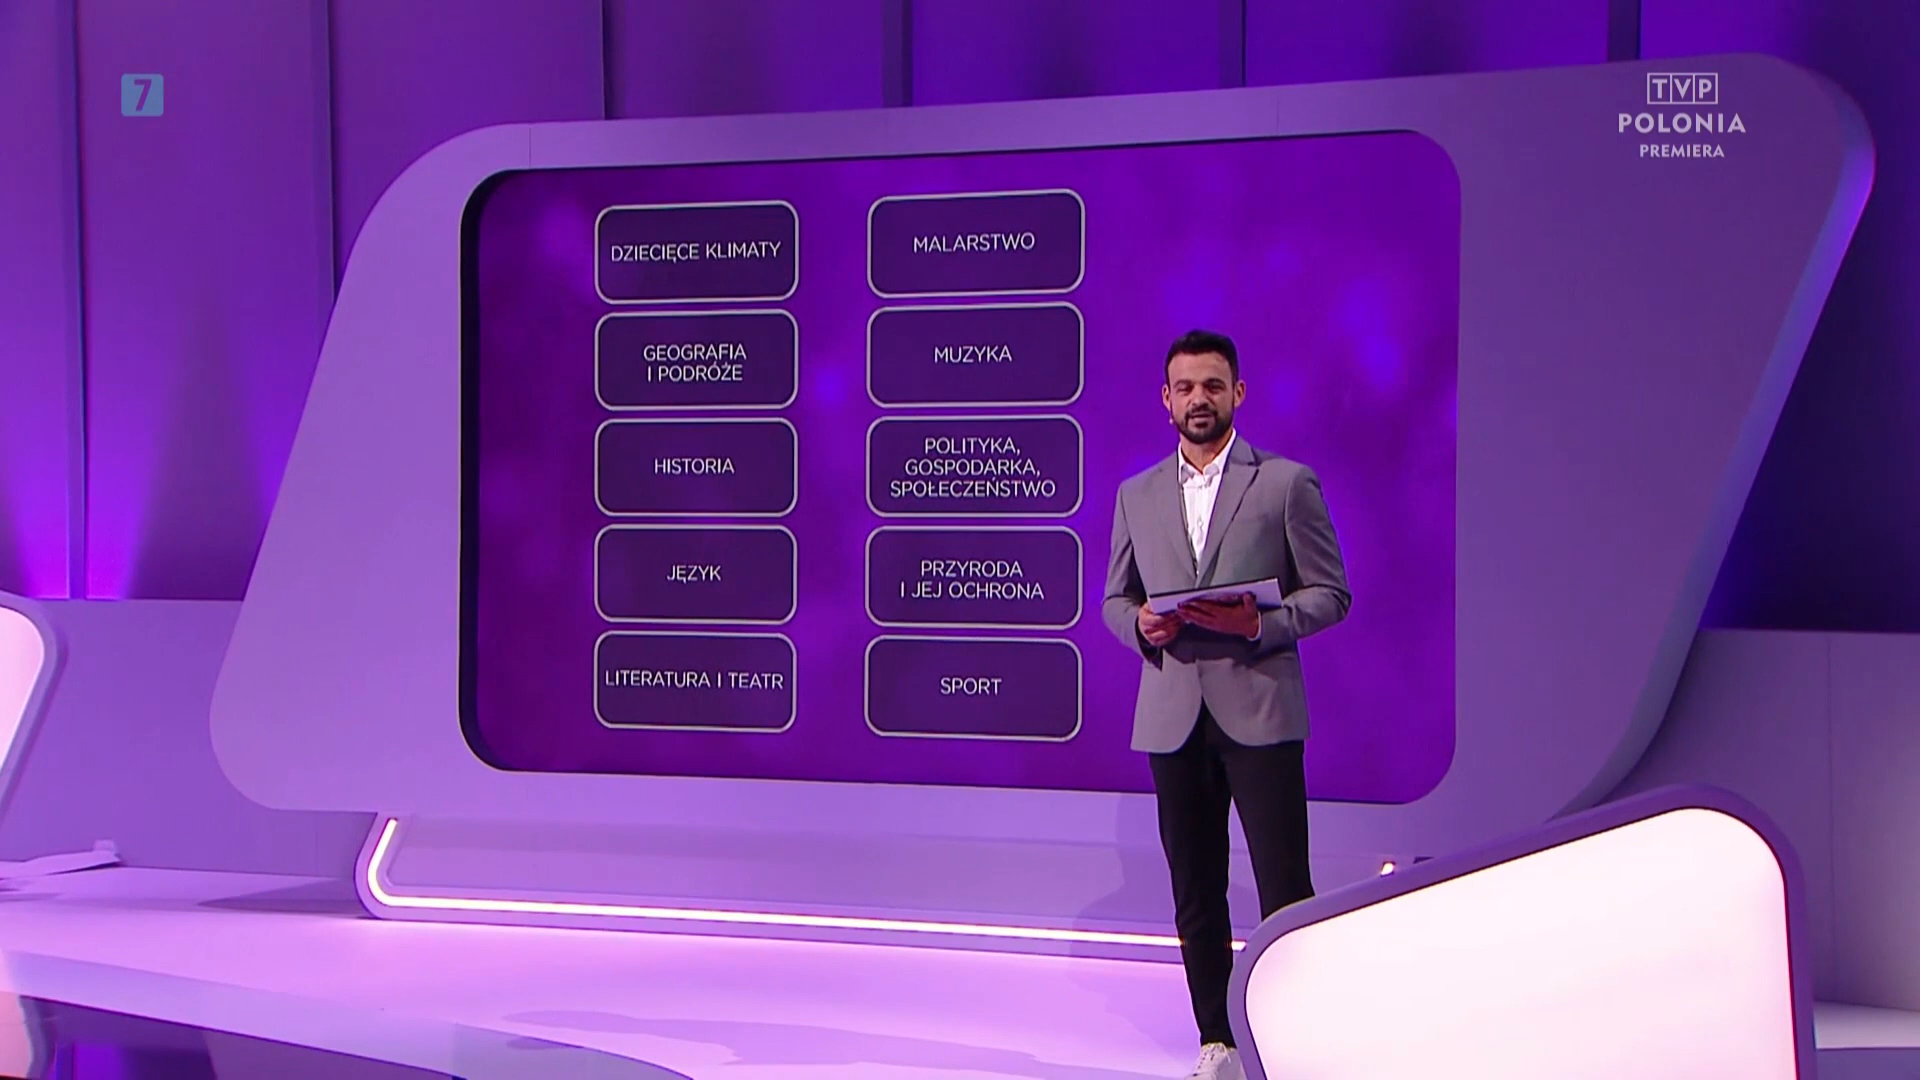 7
TVP
POLONIA
PREMIERA
DZIECIĘCE KLIMATY
GEOGRAFIA
I PODRÓŻE
HISTORIA
JĘZYK
LITERATURA I TEATR
MALARSTWO
MUZYKA
POLITYKA,
GOSPODARKA,
SPOŁECZEŃSTWO
PRZYRODA
I JEJ OCHRONA
SPORT